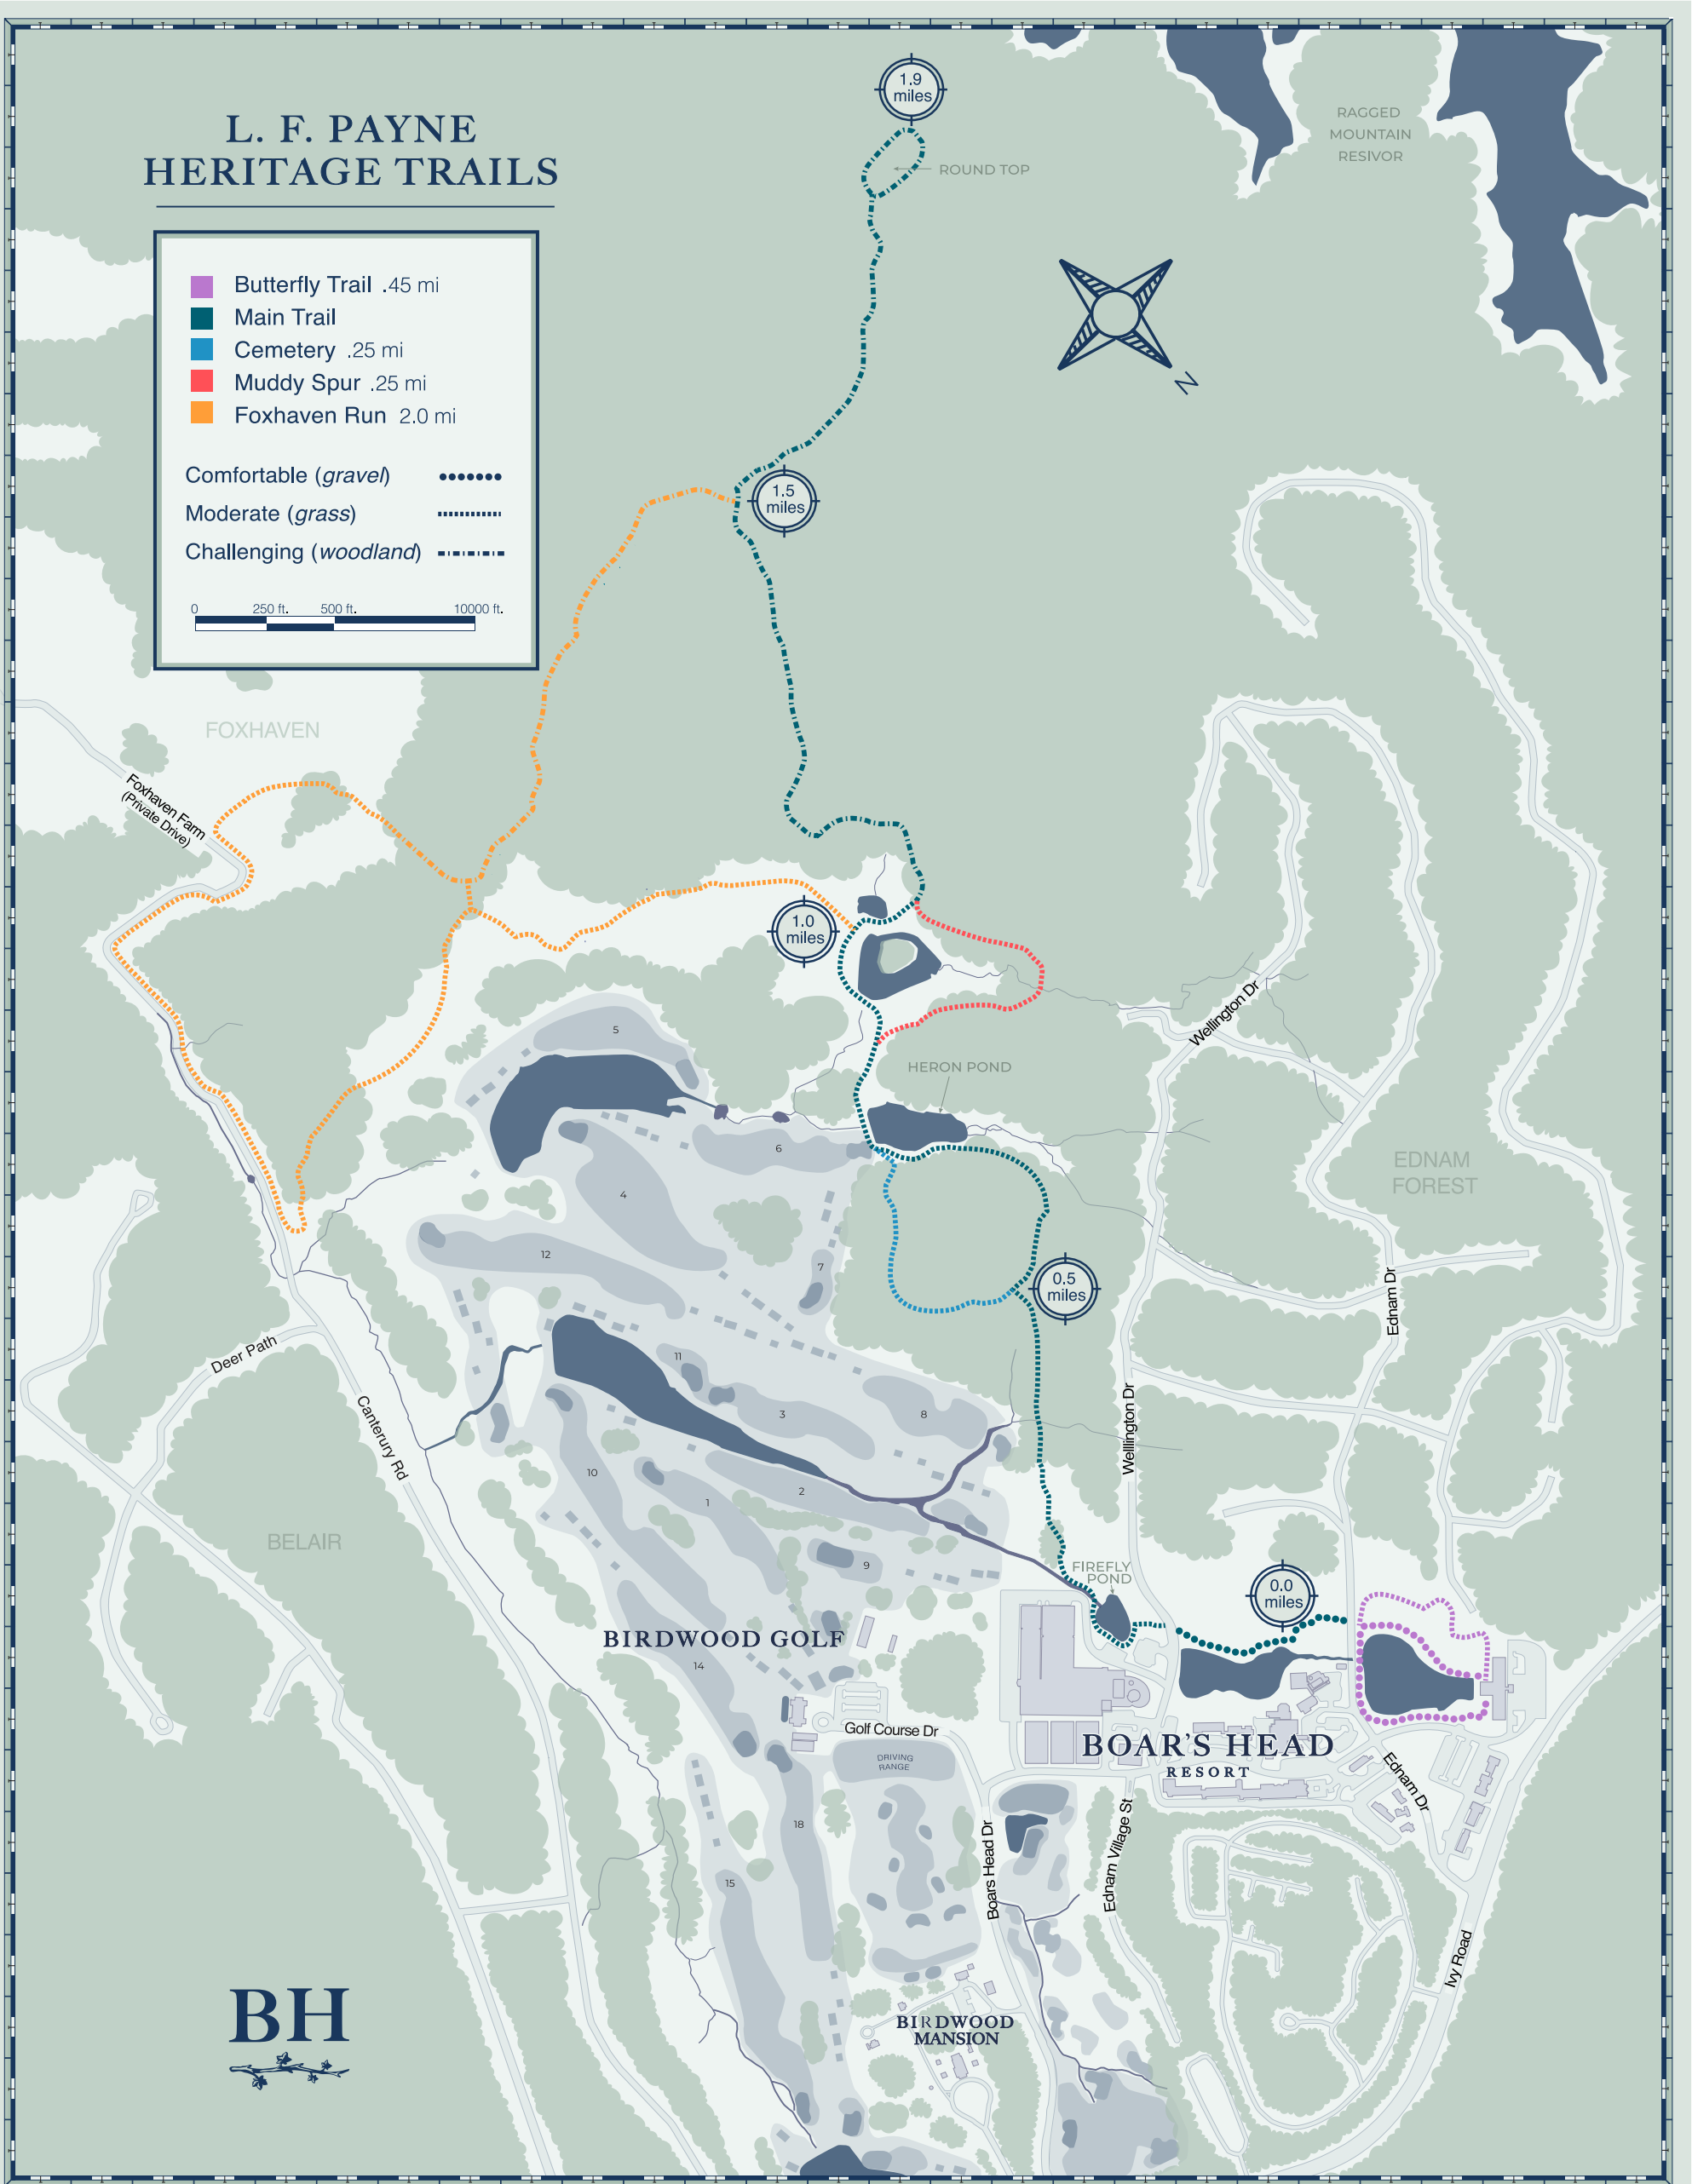 L. F. PAYNE
HERITAGE TRAILS
Butterfly Trail .45 mi
Main Trail
Cemetery .25 mi
Muddy Spur .25 mi
Foxhaven Run 2.0 mi
Comfortable (gravel)
Moderate (grass)
Challenging (woodland)
0 250 ft. 500 ft. 10000 ft.
1.9
miles
ROUND TOP
RAGGED
MOUNTAIN
RESIVOR
N
1.5
miles
FOXHAVEN
Foxhaven Farm
(Private Drive)
1.0
miles
Wellington Dr
HERON POND
EDNAM
FOREST
0.5
miles
Ednam Dr
5
6
4
12
7
11
3
8
10
2
1
9
Deer Path
Canterury Rd
Welllington Dr
BELAIR
FIREFLY
POND
0.0
miles
BIRDWOOD GOLF
14
Golf Course Dr
DRIVING
RANGE
BOAR'S HEAD
RESORT
Ednam Dr
18
15
Boars Head Dr
Ednam Village St
Ivy Road
BIRDWOOD
MANSION
BH